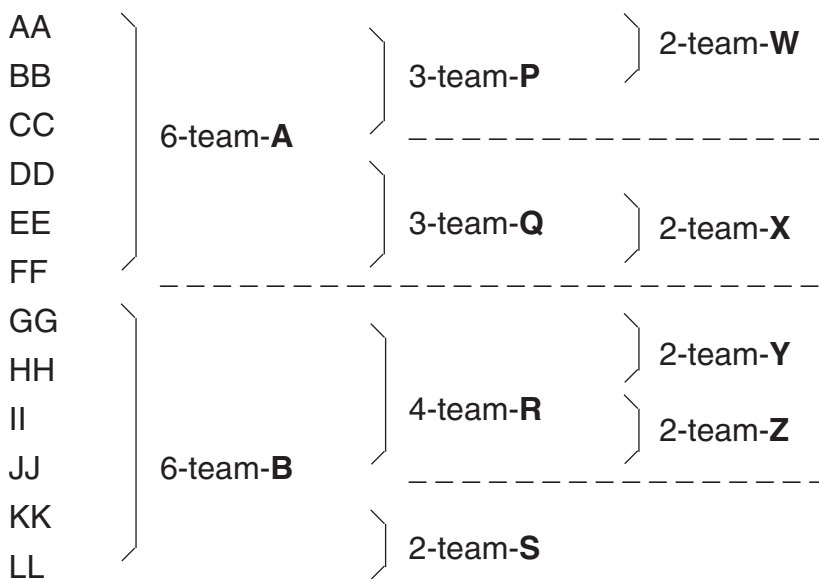 AA
BB
CC
DD
EE
FF
GG
HH
II
JJ
KK
LL
6-team-A
6-team-B
3-team-P
3-team-Q
4-team-R
2-team-S
2-team-W
2-team-X
2-team-Y
2-team-Z